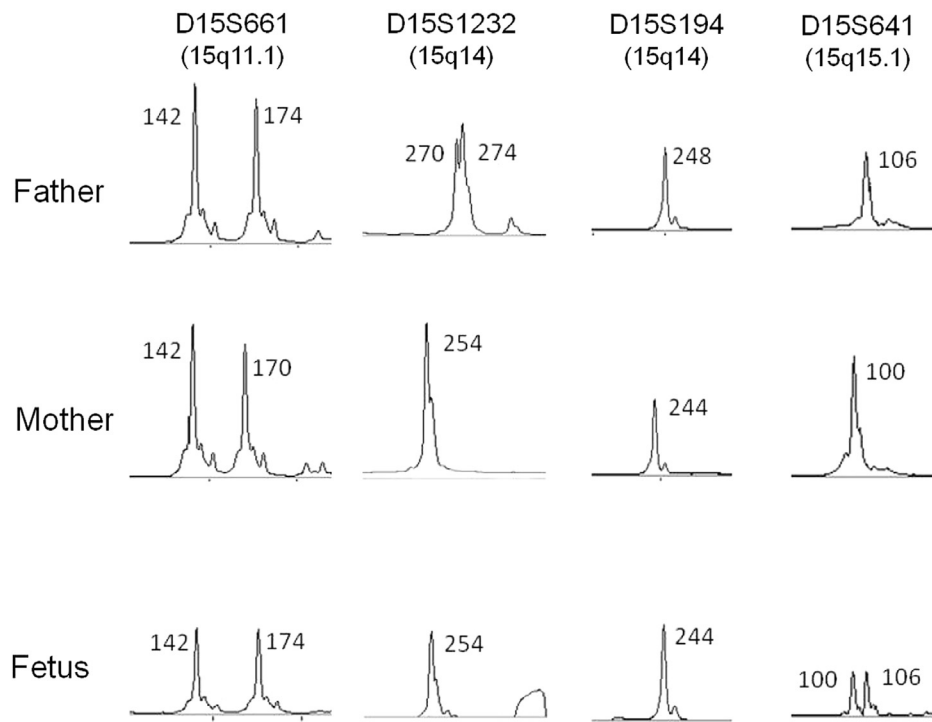 D15S661 D15S1232 D15S194 D15S641
(15q11.1) (15q14) (15q14) (15q15.1)
Father 142 174 270 274 248 106
Mother 142 170 254 244 100
Fetus 142 174 254 244 100 106